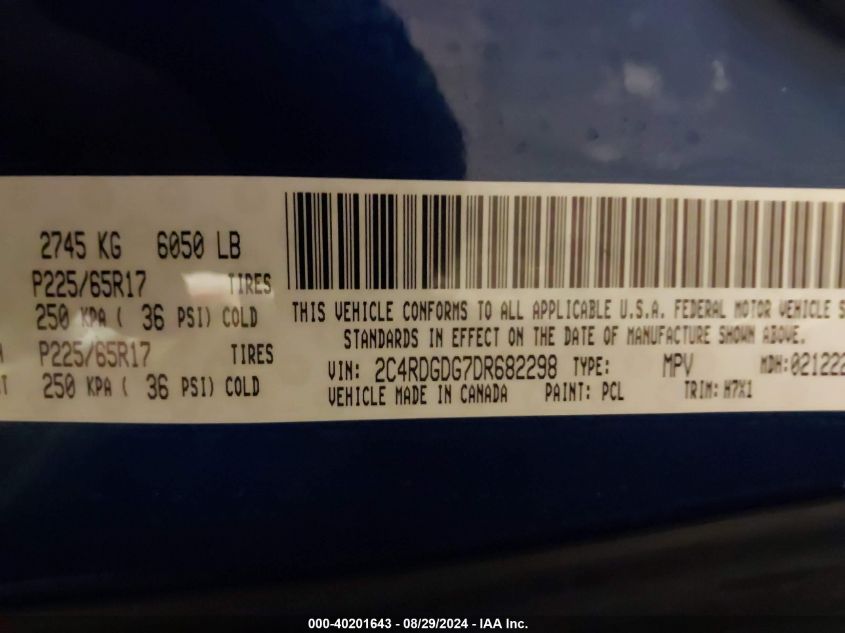 2745 KG 6050 LB
P225/65R17 TIRES
250 KPA ( 36 PSI) COLD
P225/65R17 TIRES
250 KPA ( 36 PSI) COLD
THIS VEHICLE CONFORMS TO ALL APPLICABLE U.S.A. FEDERAL MOTOR VEHICLE S
STANDARDS IN EFFECT ON THE DATE OF MANUFACTURE SHOWN ABOVE.
VIN: 2C4RDGDG7DR682298 TYPE: MPV MDH:021222
VEHICLE MADE IN CANADA PAINT: PCL TRIM: H7X1
000-40201643 - 08/29/2024 - IAA Inc.